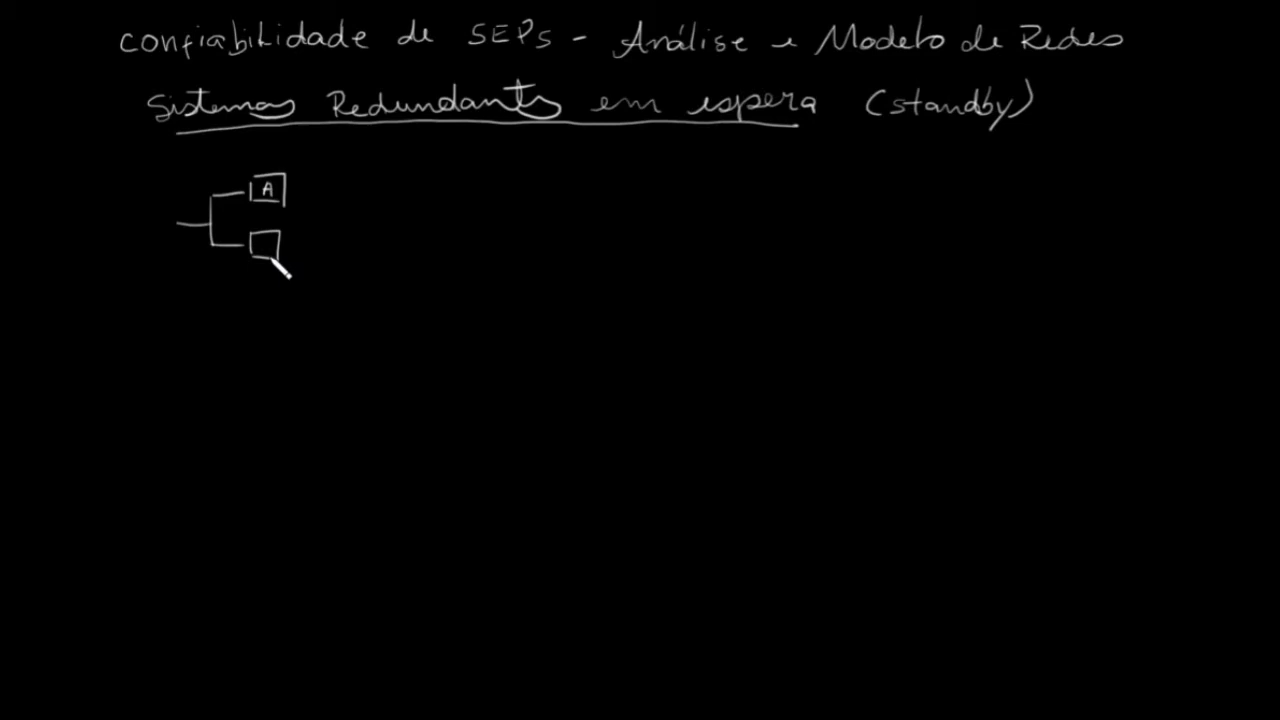 Confiabilidade de SEPs - Análise e Modelo de Redes
Sistemas Redundantes em espera (standby)
A